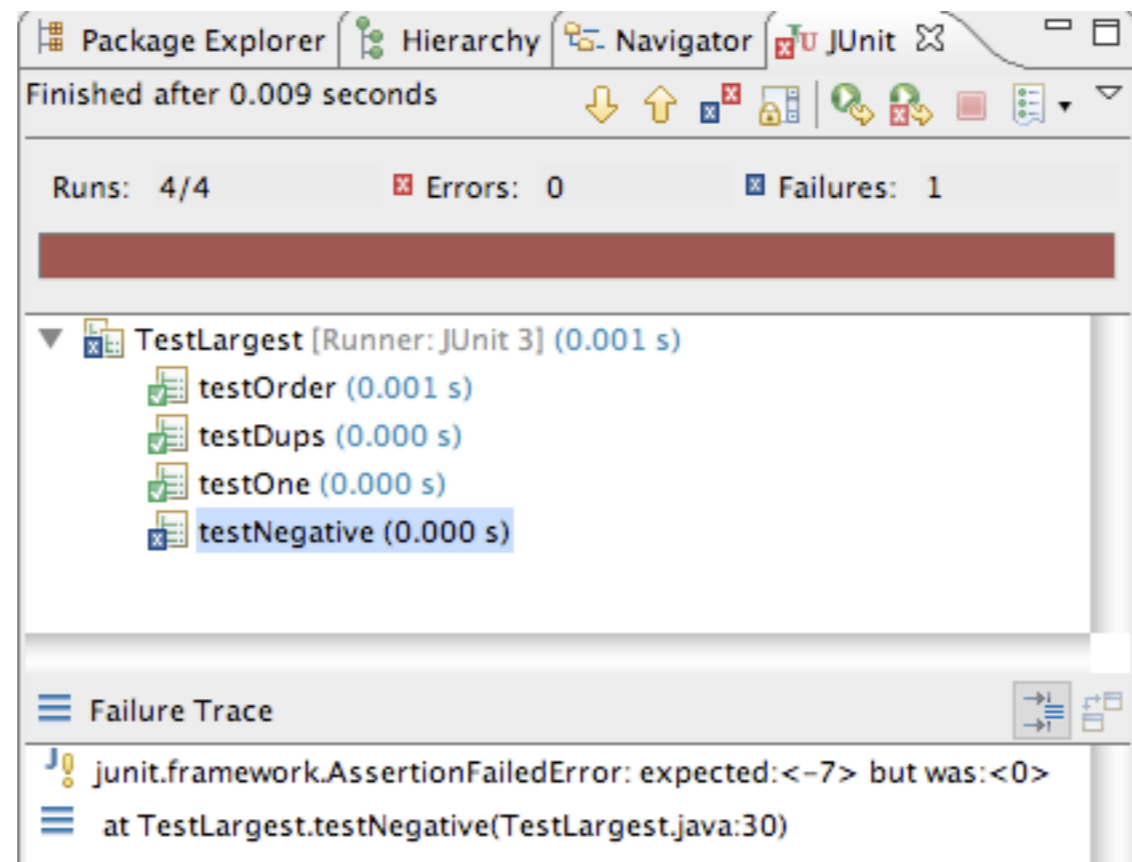 Package Explorer Hierarchy Navigator JU JUnit
Finished after 0.009 seconds
Runs: 4/4 Errors: 0 Failures: 1
TestLargest [Runner: JUnit 3] (0.001 s)
testOrder (0.001 s)
testDups (0.000 s)
testOne (0.000 s)
testNegative (0.000 s)
Failure Trace
junit.framework.AssertionFailedError: expected:<-7> but was:<0>
at TestLargest.testNegative(TestLargest.java:30)